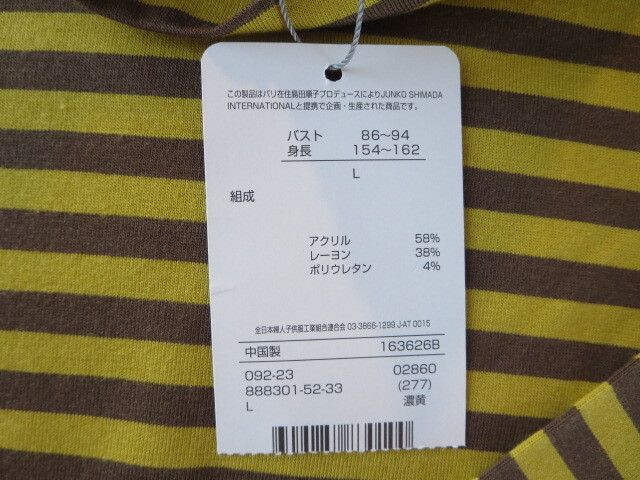 この製品はパリ在住島田順子プロデュースによりJUNKO SHIMADA
INTERNATIONALと提携で企画・生産された商品です。
バスト 86~94
身長 154~162
L
組成
アクリル 58%
レーヨン 38%
ポリウレタン 4%
全日本婦人子供服工業組合連合会 03-3866-1299 J-AT 0015
中国製 163626B
092-23 02860
888301-52-33 (277)
L 濃黄